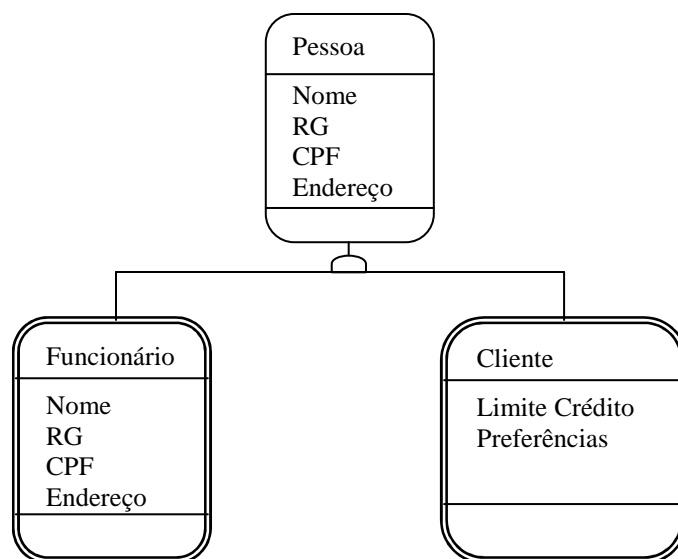 Pessoa
Nome
RG
CPF
Endereço
Funcionário
Nome
RG
CPF
Endereço
Cliente
Limite Crédito
Preferências